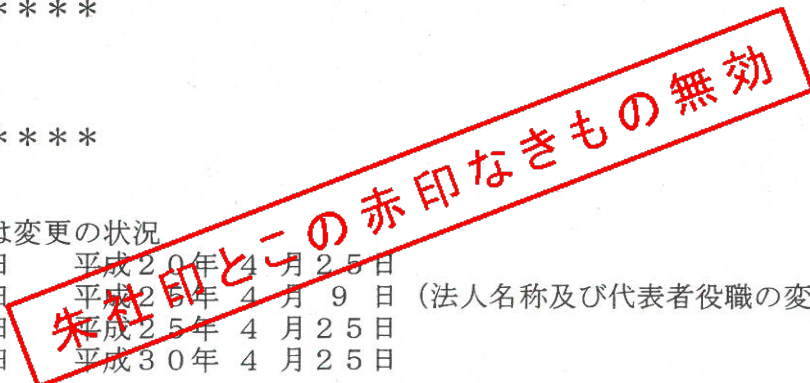 ****
****
は変更の状況
日 平成20年 4 月25日
日 平成25年 4 月 9 日(法人名称及び代表者役職の変
日 平成25年 4 月25日
日 平成30年 4 月25日
朱社印とこの赤印なきもの無効